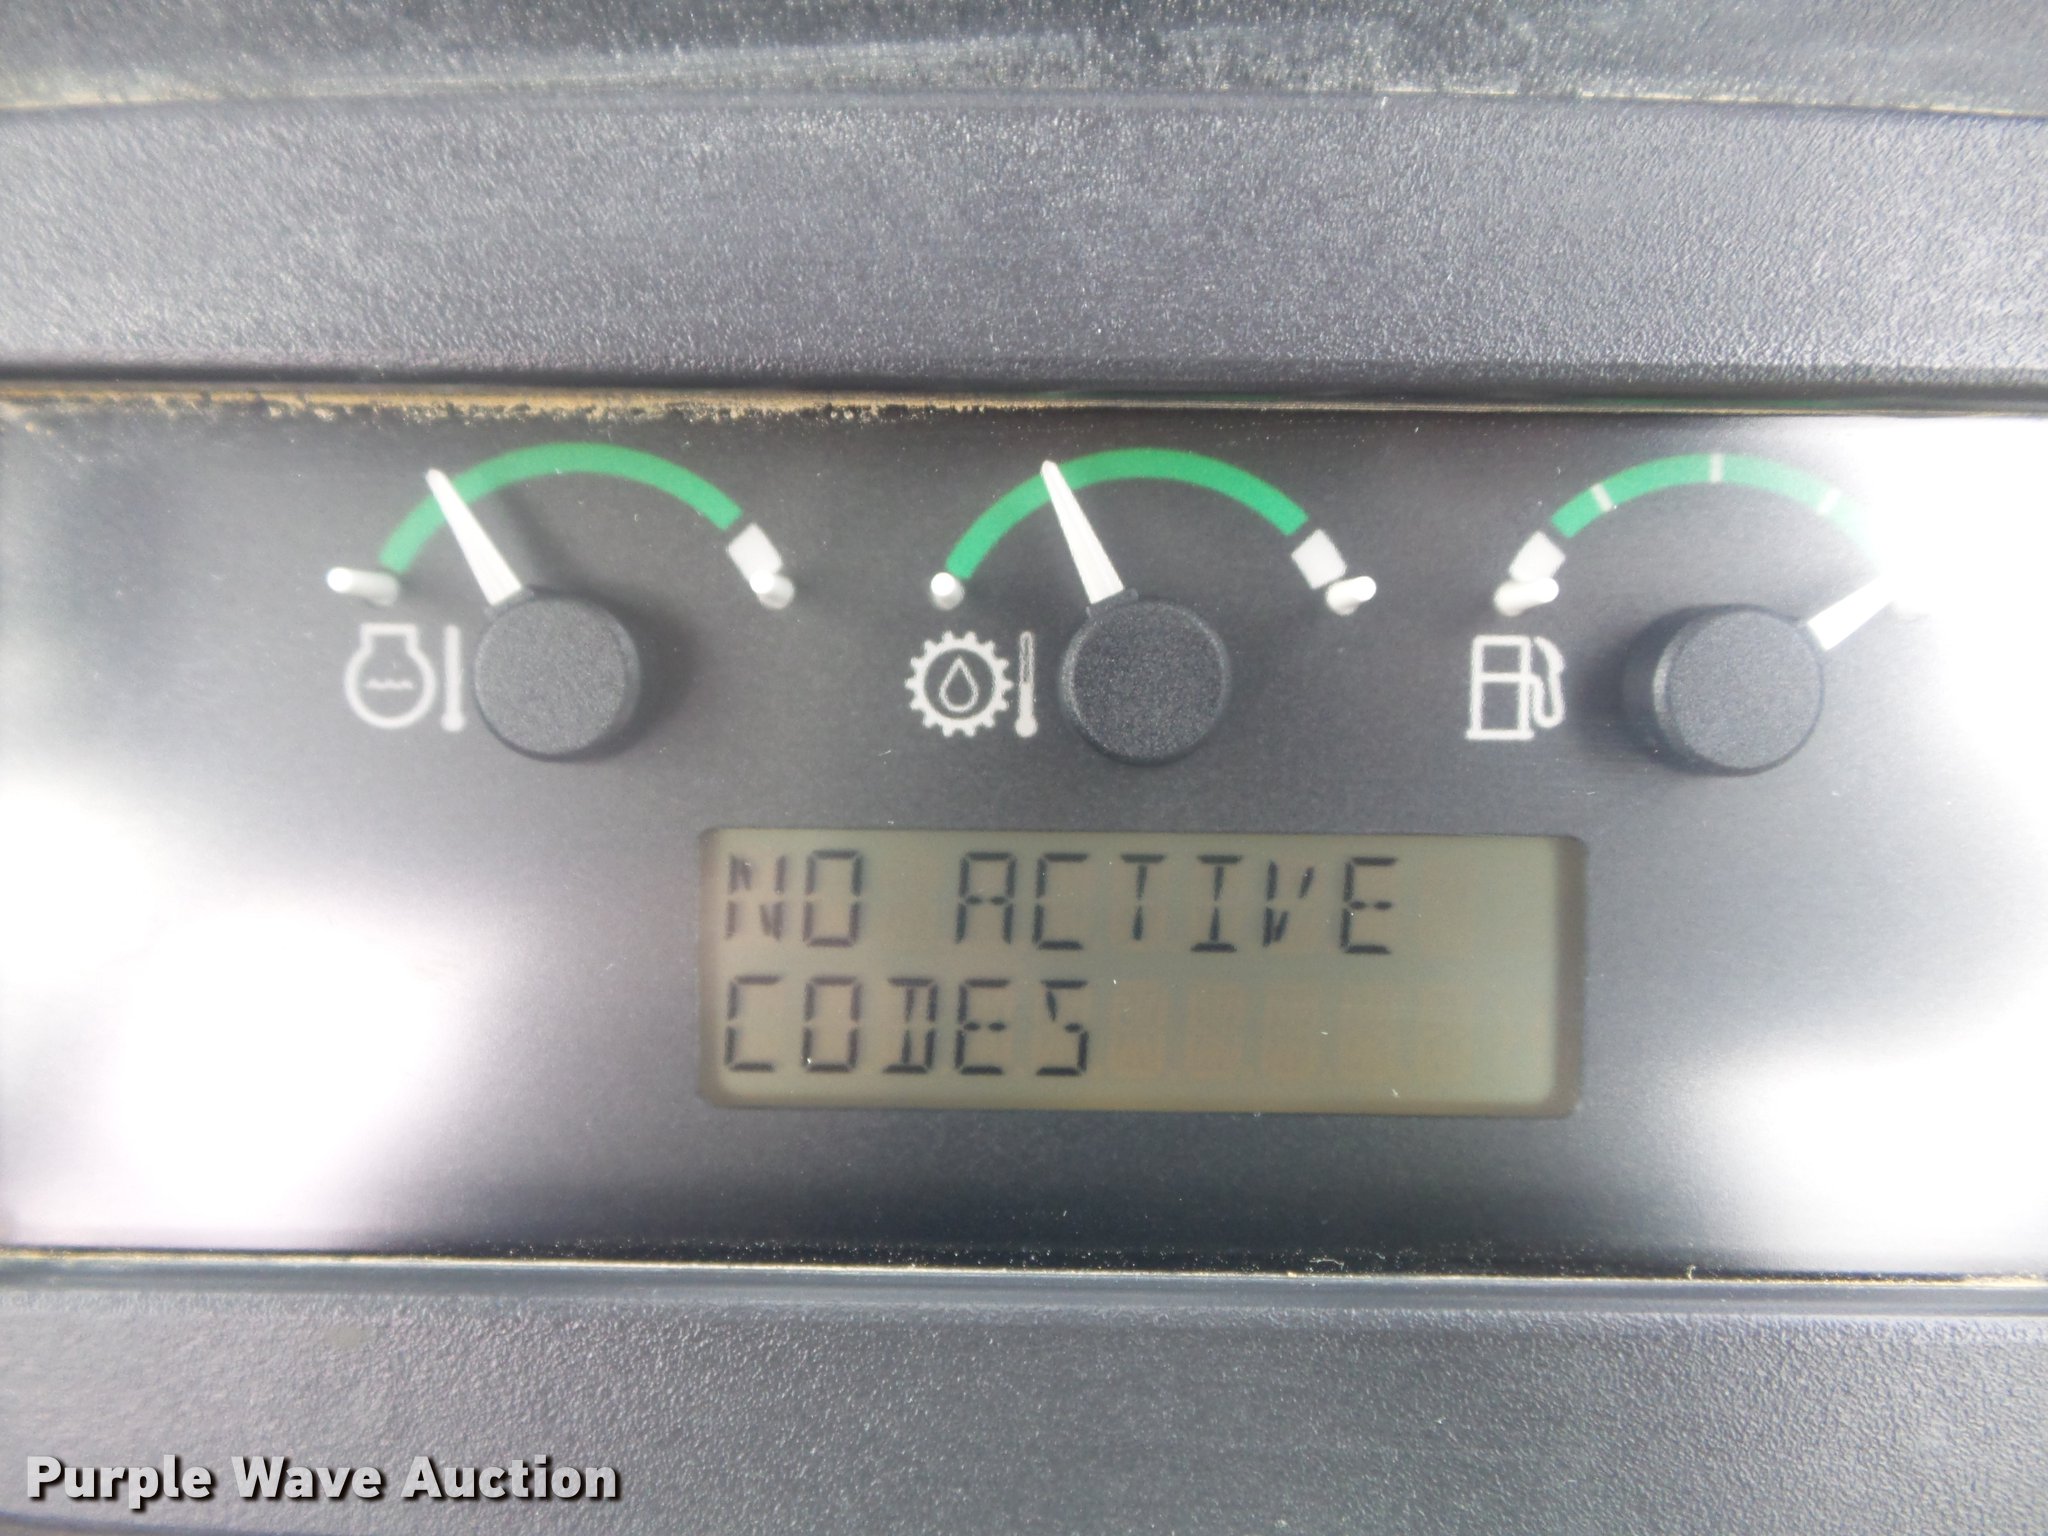 NO ACTIVE
CODES
Purple Wave Auction